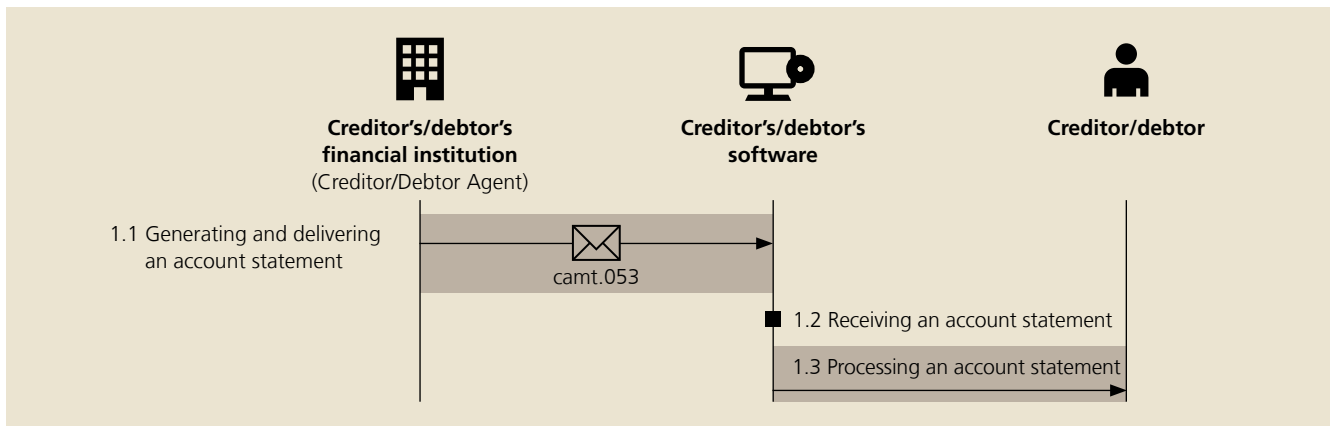 Creditor's/debtor's
financial institution
(Creditor/Debtor Agent)
Creditor's/debtor's
software
Creditor/debtor
1.1 Generating and delivering
an account statement
camt.053
1.2 Receiving an account statement
1.3 Processing an account statement